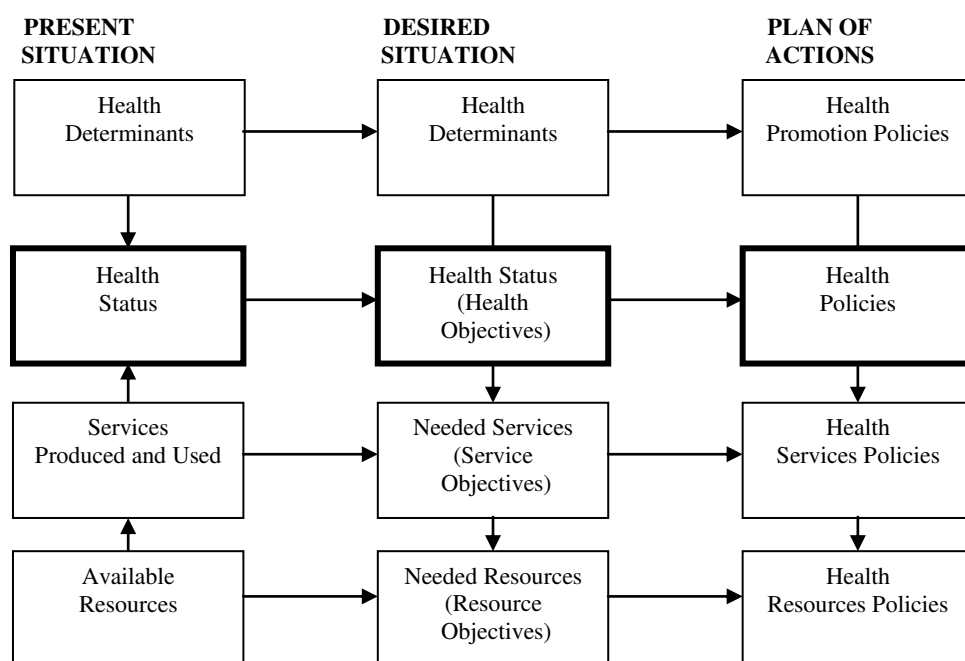 PRESENT
SITUATION
DESIRED
SITUATION
PLAN OF
ACTIONS
Health
Determinants
Health
Determinants
Health
Promotion Policies
Health
Status
Health Status
(Health
Objectives)
Health
Policies
Services
Produced and Used
Needed Services
(Service
Objectives)
Health
Services Policies
Available
Resources
Needed Resources
(Resource
Objectives)
Health
Resources Policies